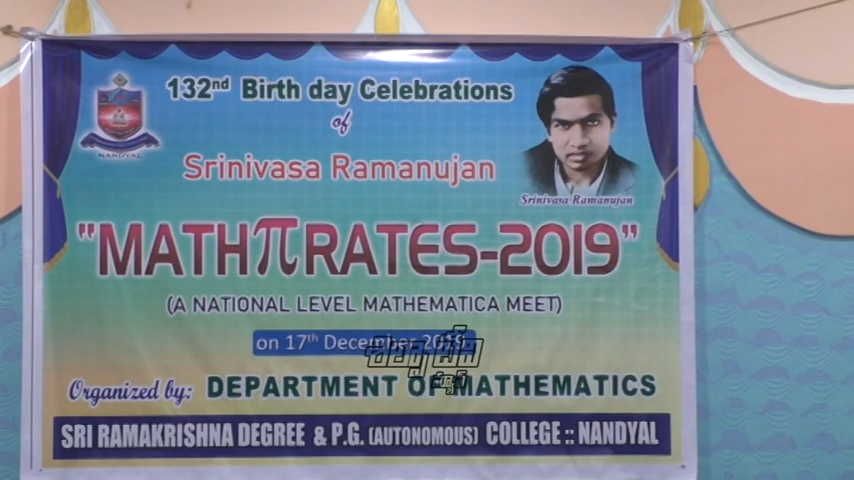 132nd Birth day Celebrations
of
Srinivasa Ramanujan
NANDYAL
Srinivasa Ramanujan
"MATHπRATES-2019"
(A NATIONAL LEVEL MATHEMATICA MEET)
on 17th December 2019
Organized by: DEPARTMENT OF MATHEMATICS
SRI RAMAKRISHNA DEGREE & P.G. (AUTONOMOUS) COLLEGE :: NANDYAL